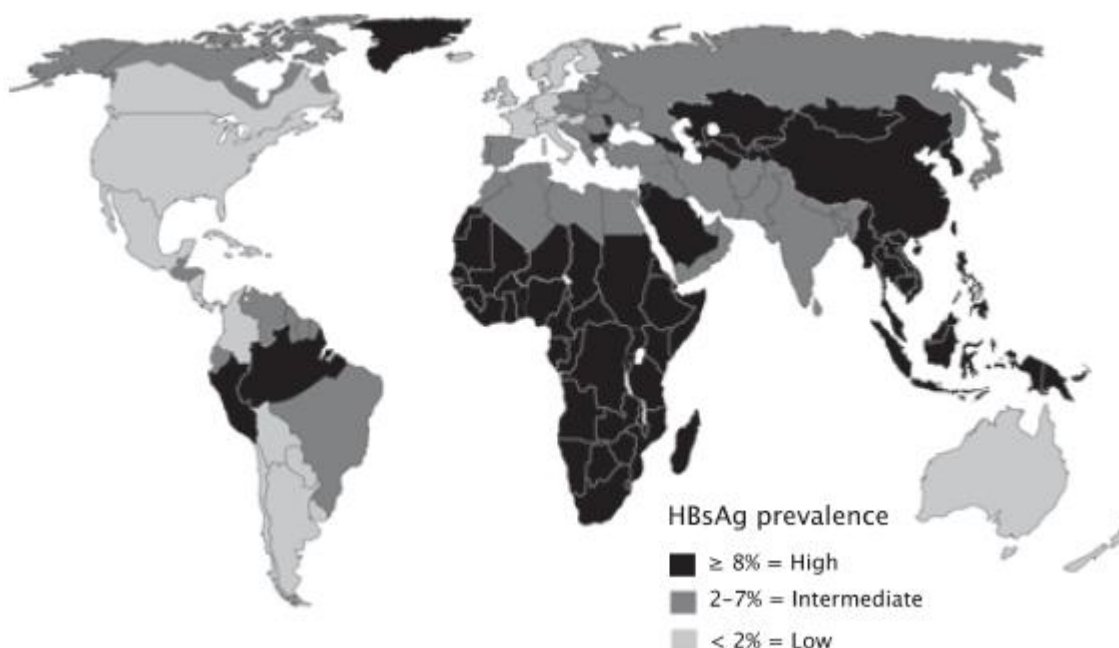 HBsAg prevalence
≥ 8% = High
2–7% = Intermediate
< 2% = Low